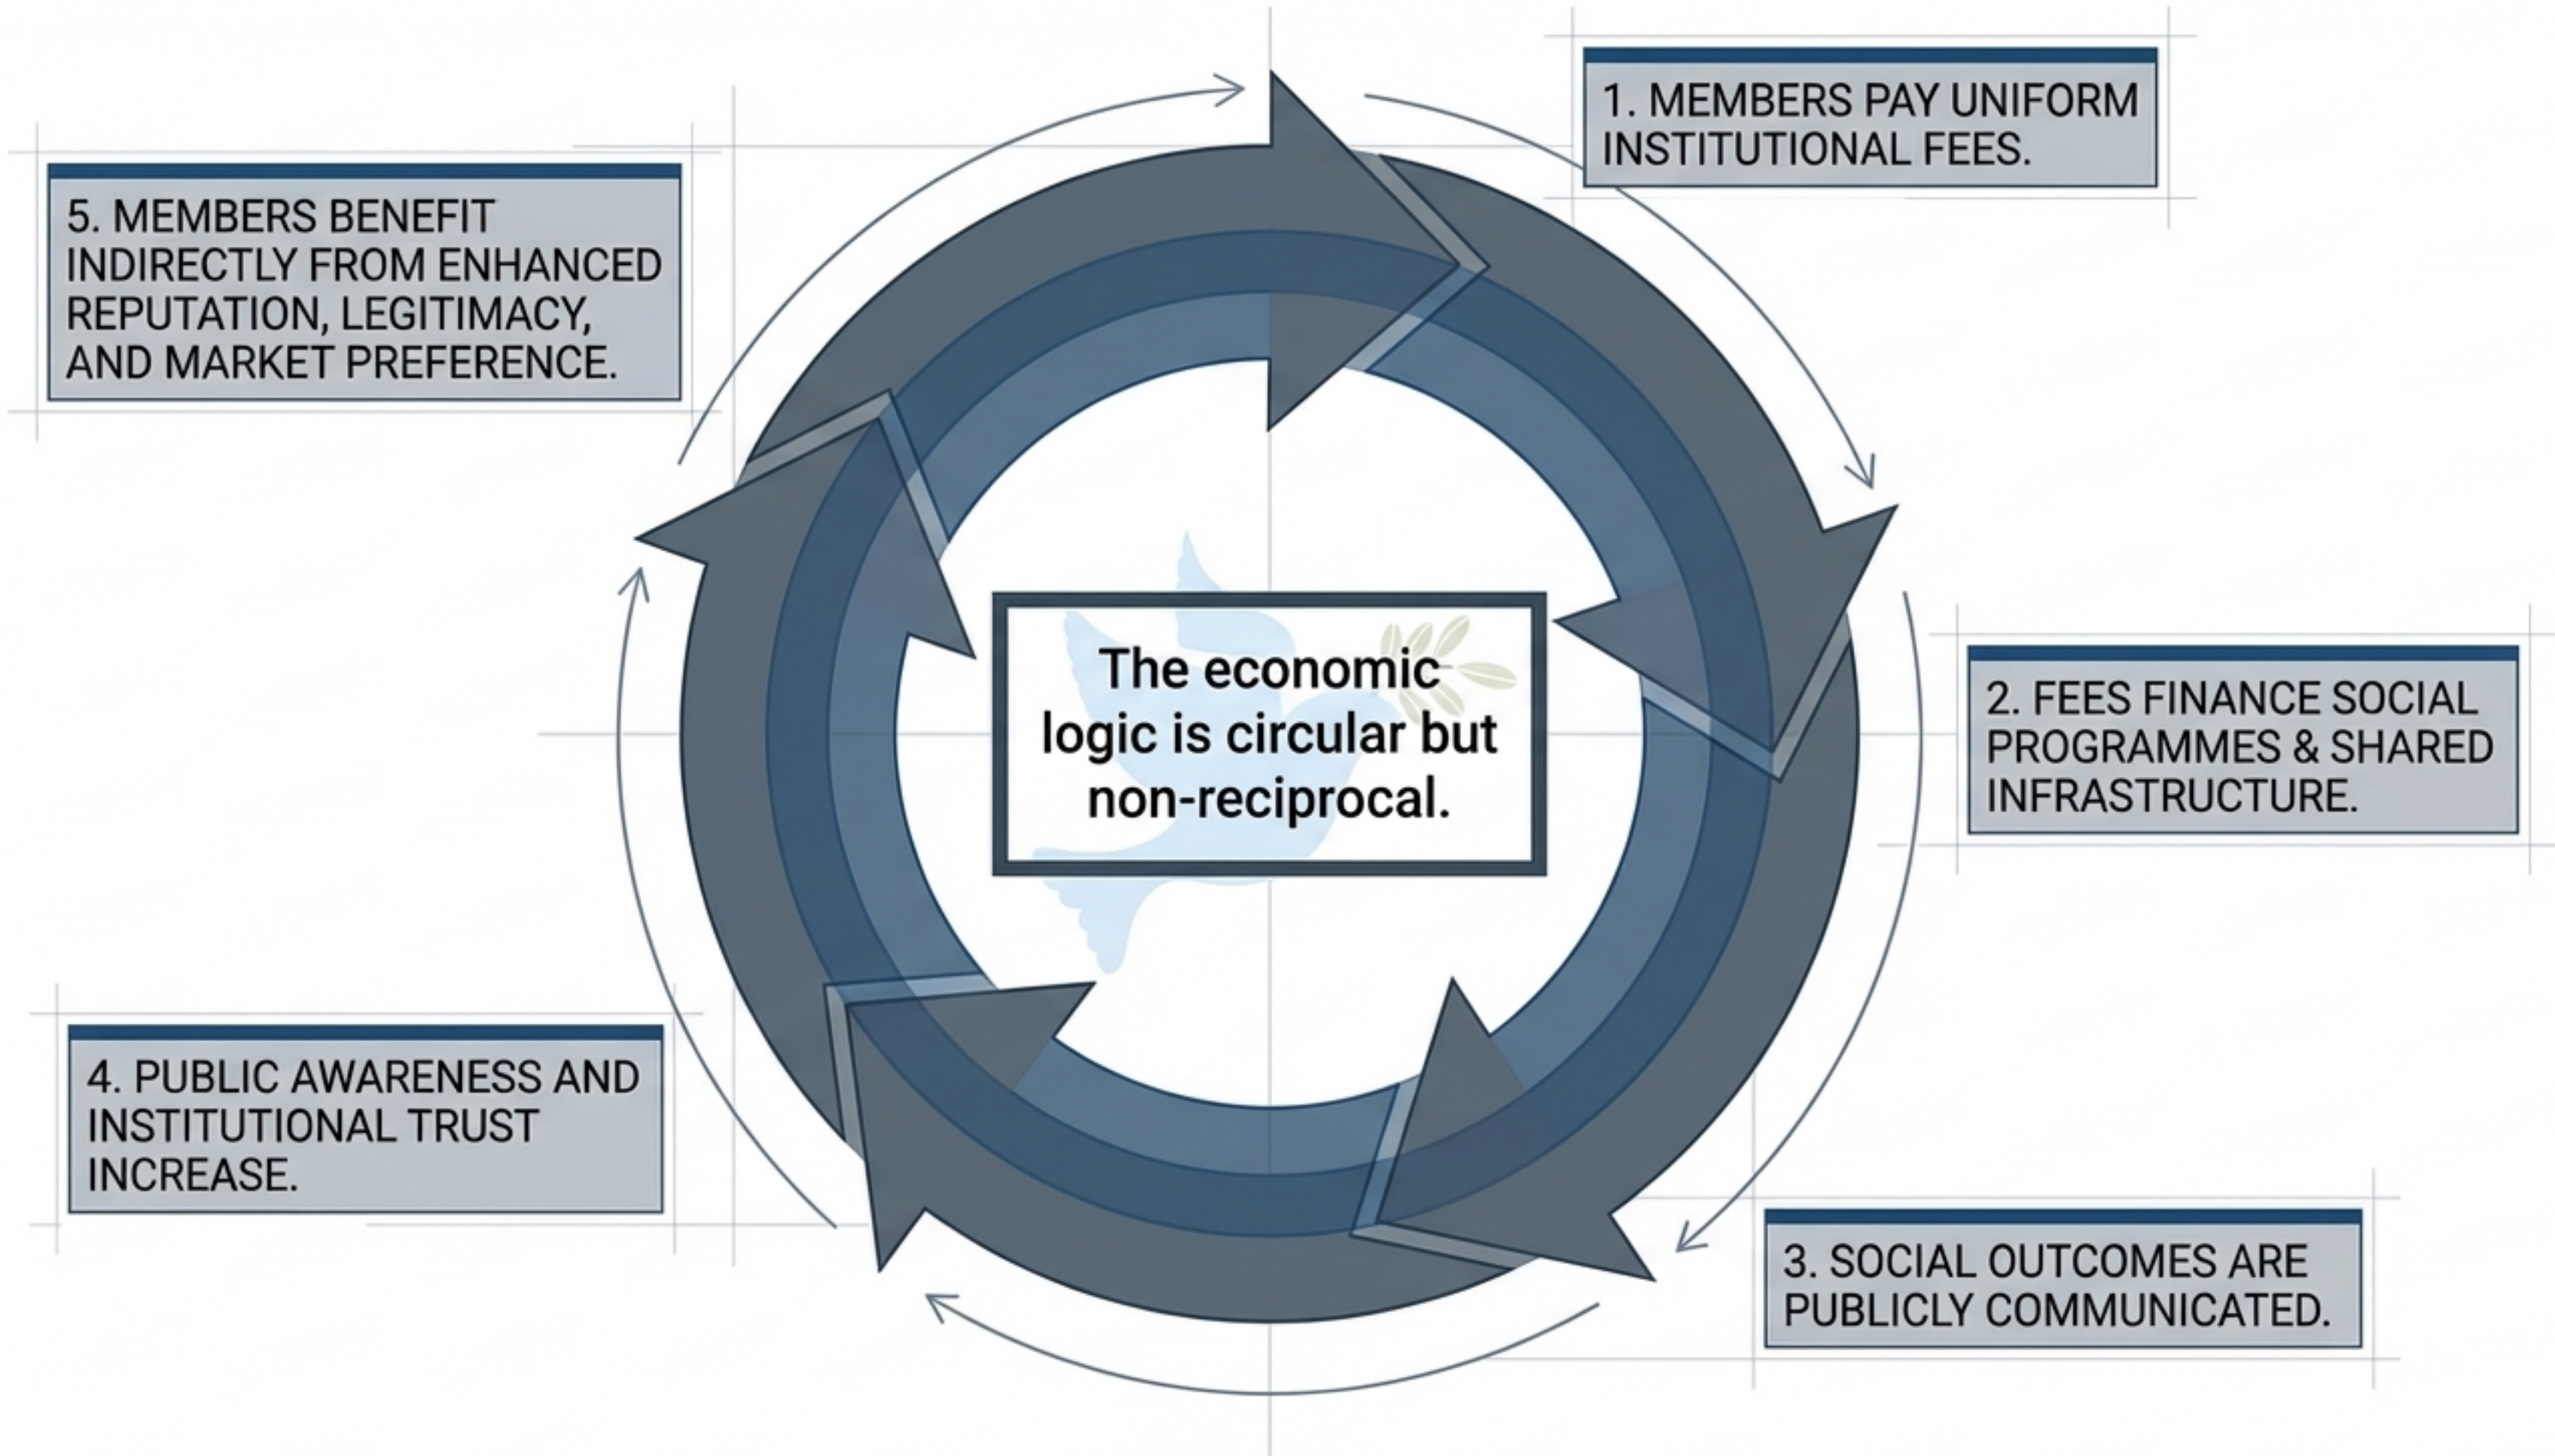 1. MEMBERS PAY UNIFORM
INSTITUTIONAL FEES.
2. FEES FINANCE SOCIAL
PROGRAMMES & SHARED
INFRASTRUCTURE.
3. SOCIAL OUTCOMES ARE
PUBLICLY COMMUNICATED.
4. PUBLIC AWARENESS AND
INSTITUTIONAL TRUST
INCREASE.
5. MEMBERS BENEFIT
INDIRECTLY FROM ENHANCED
REPUTATION, LEGITIMACY,
AND MARKET PREFERENCE.
The economic
logic is circular but
non-reciprocal.